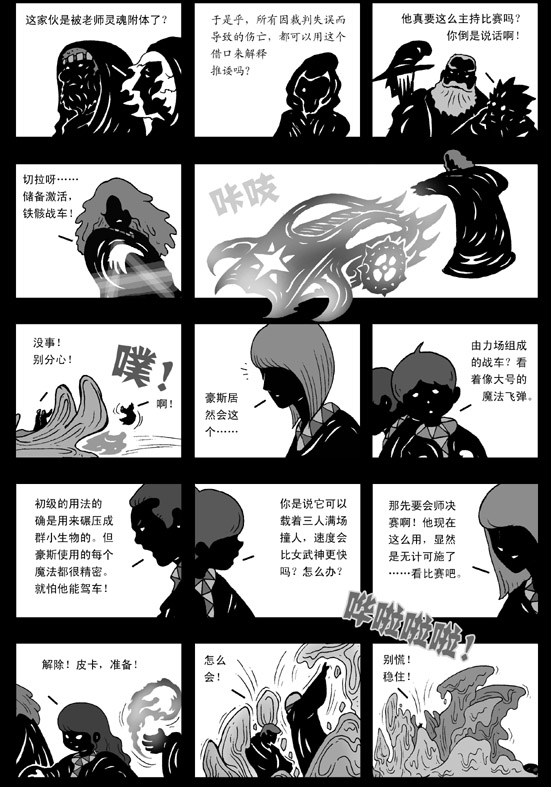 这家伙是被老师灵魂附体了？
于是乎，所有因裁判失误而
导致的伤亡，都可以用这个
借口来解释
推诿吗？
他真要这么主持比赛吗？
你倒是说话啊！
切拉呀……
储备激活，
铁骸战车！
咔吱
没事！
别分心！
噗！
啊！
豪斯居
然会这
个……
由力场组成
的战车？看
着像大号的
魔法飞弹。
初级的用法的
确是用来碾压成
群小生物的。但
豪斯使用的每个
魔法都很精密。
就怕他能驾车！
你是说它可以
载着三人满场
撞人，速度会
比女武神更快
吗？怎么办？
那先要会师决
赛啊！他现在
这么用，显然
是无计可施了
……看比赛吧。
哗啦啦啦！
解除！皮卡，准备！
怎么
会！
别慌！
稳住！